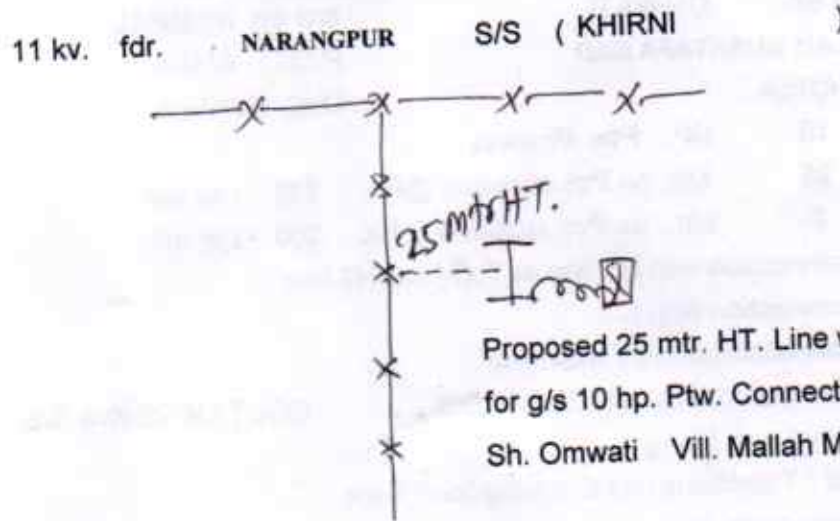 11 kv. fdr. NARANGPUR S/S ( KHIRNI )
25 mtr HT.
Proposed 25 mtr. HT. Line
for g/s 10 hp. Ptw. Connect
Sh. Omwati Vill. Mallah M